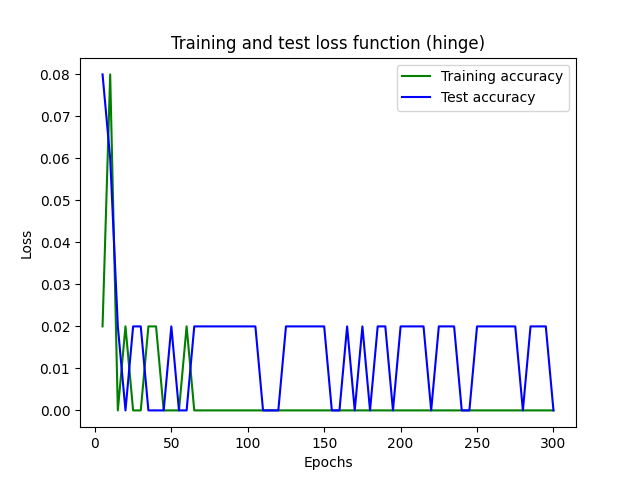 Training and test loss function (hinge)
Training accuracy
Test accuracy
0.08
0.07
0.06
0.05
0.04
0.03
0.02
0.01
0.00
Loss
0 50 100 150 200 250 300
Epochs